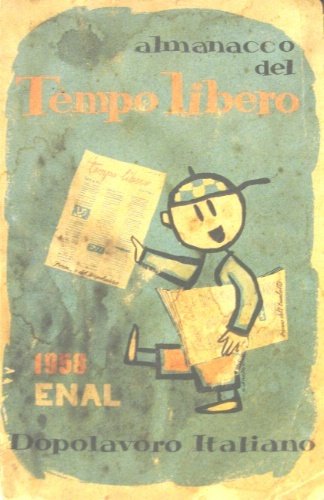 almanacco
del
Tempo libero
tempo libero
1958
ENAL
Dopolavoro Italiano